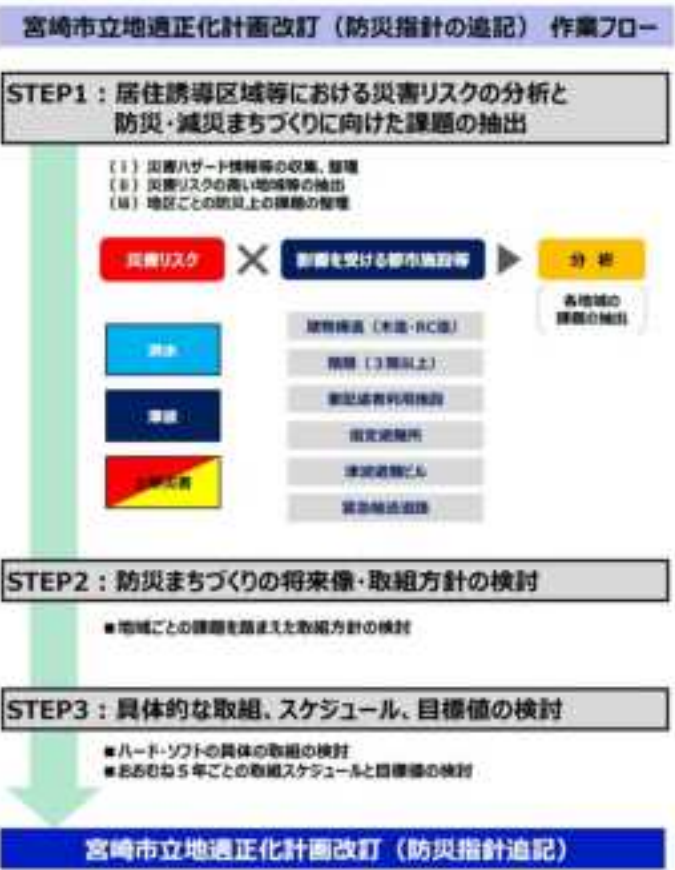 宮崎市立地適正化計画改訂（防災指針の追記） 作業フロー
STEP1：居住誘導区域等における災害リスクの分析と
防災・減災まちづくりに向けた課題の抽出
（ⅰ）災害ハザード情報等の収集、整理
（ⅱ）災害リスクの高い地域等の抽出
（ⅲ）地区ごとの防災上の課題の整理
災害リスク
影響を受ける都市施設等
分 析
各地域の
課題の抽出
洪水
建物構造（木造・RC造）
階数（3階以上）
津波
要配慮者利用施設
指定避難所
土砂災害
津波避難ビル
緊急輸送道路
STEP2：防災まちづくりの将来像・取組方針の検討
■地域ごとの課題を踏まえた取組方針の検討
STEP3：具体的な取組、スケジュール、目標値の検討
■ハード・ソフトの具体の取組の検討
■おおむね5年ごとの取組スケジュールと目標値の検討
宮崎市立地適正化計画改訂（防災指針追記）